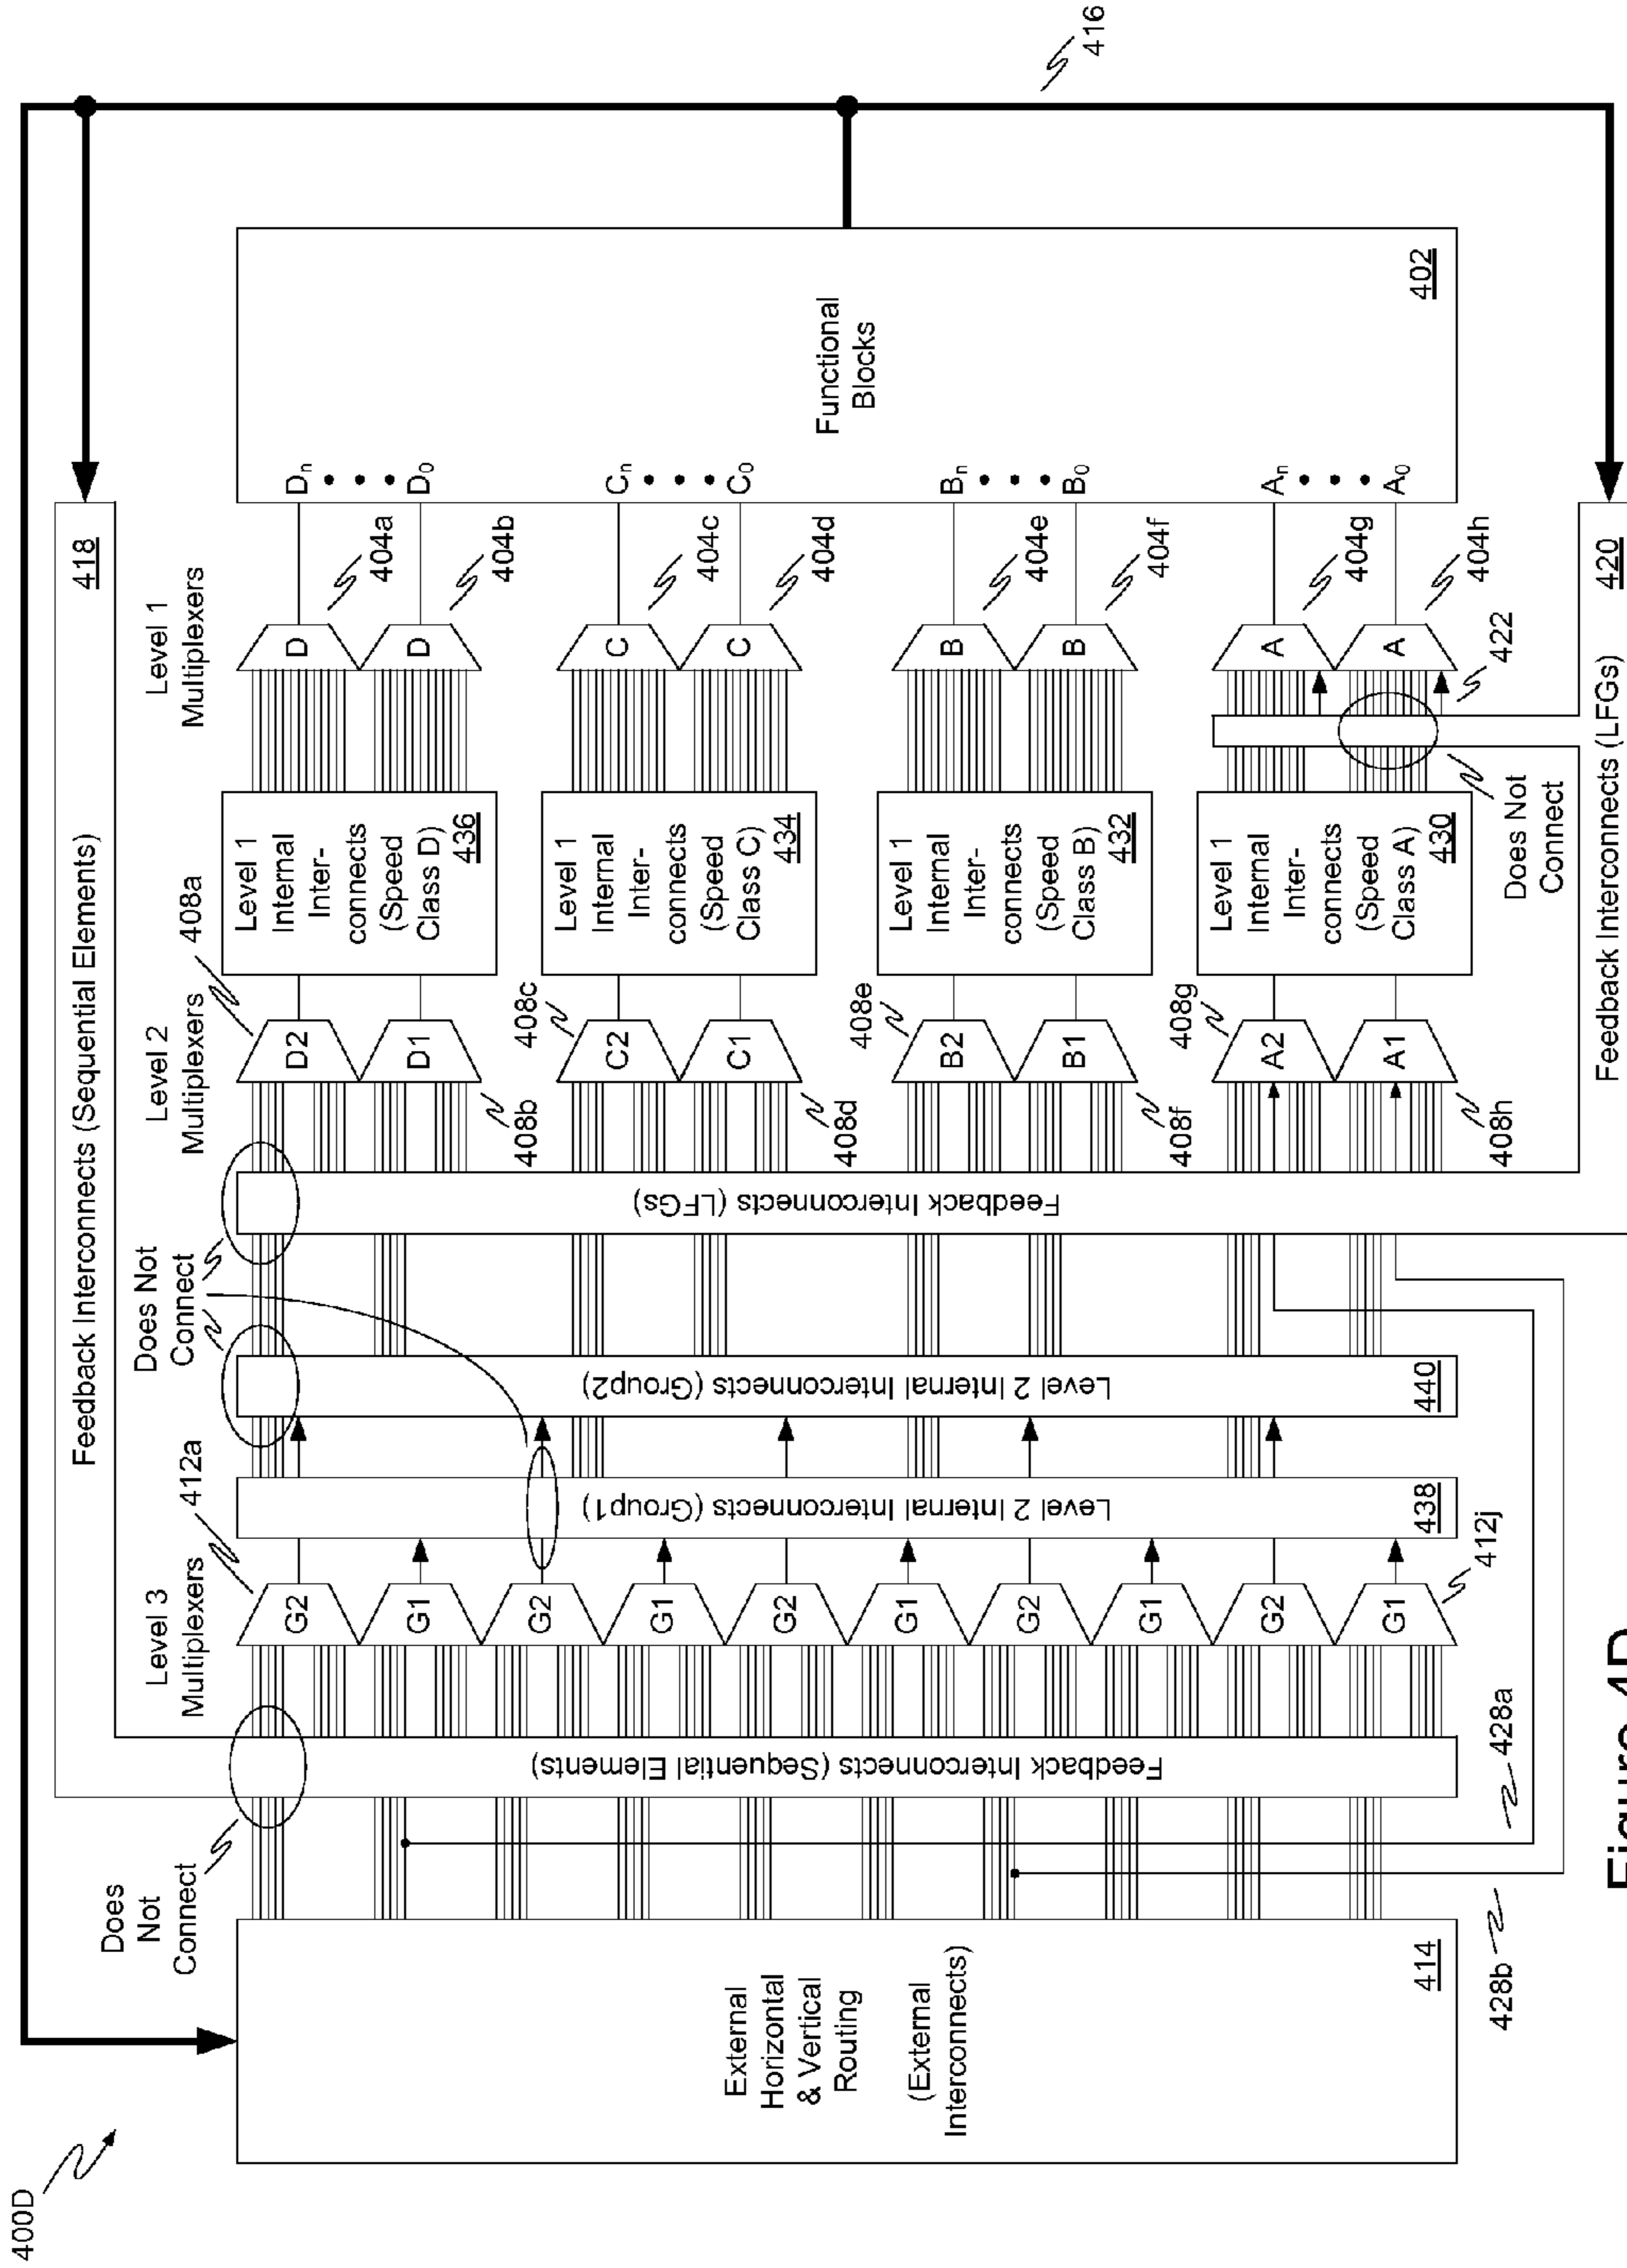 400D
416
Feedback Interconnects (Sequential Elements)
418
Does
Not
Connect
Level 3
Multiplexers
412a
Does Not
Connect
Level 2
Multiplexers
408a
Level 1
Multiplexers
External
Horizontal
& Vertical
Routing
(External
Interconnects)
414
Feedback Interconnects (Sequential Elements)
G2
G1
G2
G1
G2
G1
G2
G1
G2
G1
412j
Level 2 Internal Interconnects (Group1)
438
Level 2 Internal Interconnects (Group2)
440
Feedback Interconnects (LFGs)
D2
D1
408b
408c
C2
C1
408d
408e
B2
B1
408f
408g
A2
A1
408h
Level 1
Internal
Inter-
connects
(Speed
Class D)
436
Level 1
Internal
Inter-
connects
(Speed
Class C)
434
Level 1
Internal
Inter-
connects
(Speed
Class B)
432
Level 1
Internal
Inter-
connects
(Speed
Class A)
430
Does Not
Connect
D
D
C
C
B
B
A
A
404a
404b
404c
404d
404e
404f
404g
404h
422
Dn
D0
Cn
C0
Bn
B0
An
A0
Functional
Blocks
402
428a
428b
Feedback Interconnects (LFGs)
420
Figure 4D